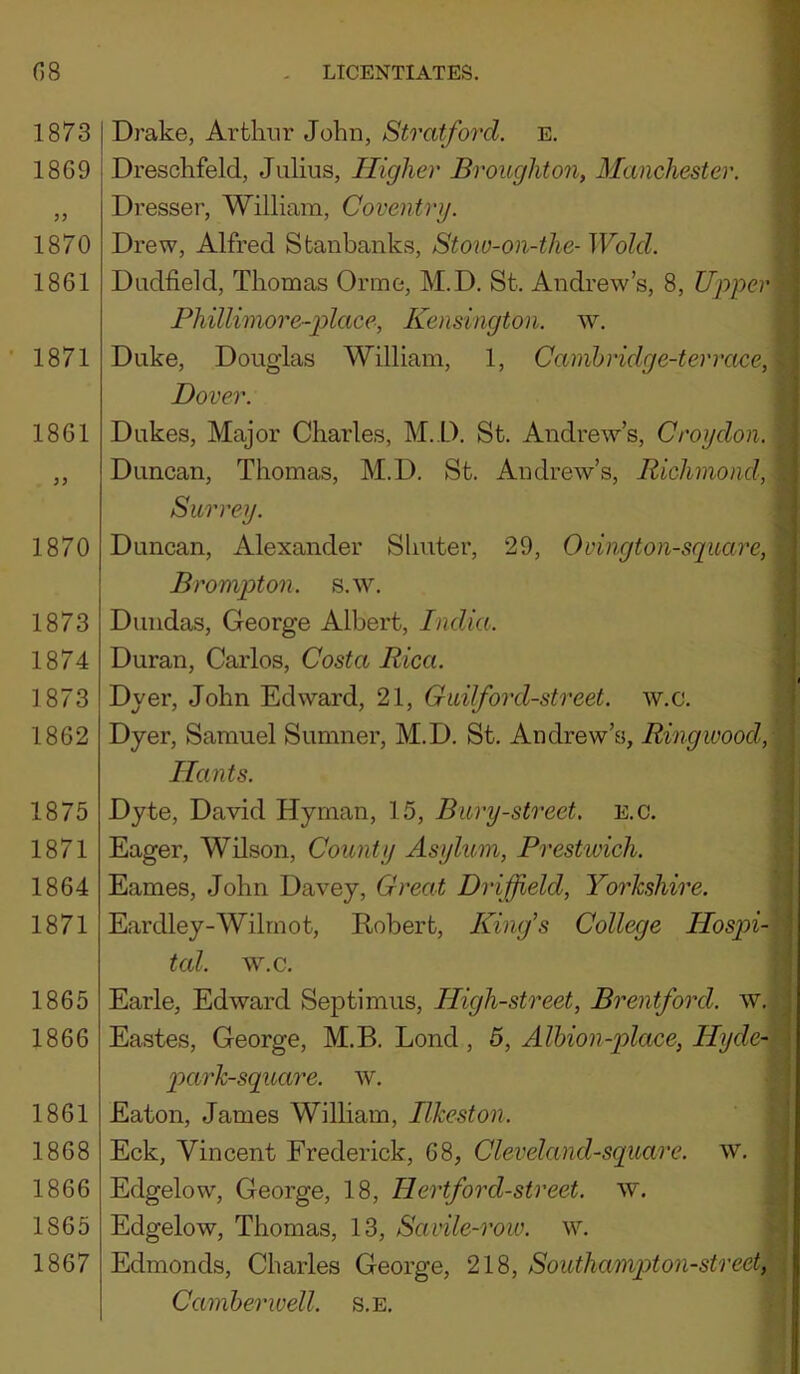 68 LICENTIATES.
1873 Drake, Arthur John, Stratford. E.
1869 Dreschfeld, Julius, Higher Broughton, Manchester.
„ Dresser, William, Coventry.
1870 Drew, Alfred Stanbanks, Stow-on-the-Wold.
1861 Dudfield, Thomas Orme, M.D. St. Andrew's, 8, Upper
Phillimore-place, Kensington. W.
1871 Duke, Douglas William, 1, Cambridge-terrace,
Dover.
1861 Dukes, Major Charles, M.D. St. Andrew's, Croydon.
„ Duncan, Thomas, M.D. St. Andrew's, Richmond,
Surrey.
1870 Duncan, Alexander Shuter, 29, Ovington-square,
Brompton. S.W.
1873 Dundas, George Albert, India.
1874 Duran, Carlos, Costa Rica.
1873 Dyer, John Edward, 21, Guilford-street. W.C.
1862 Dyer, Samuel Sumner, M.D. St. Andrew's, Ringwood,
Hants.
1875 Dyte, David Hyman, 15, Bury-street. E.C.
1871 Eager, Wilson, County Asylum, Prestwich.
1864 Eames, John Davey, Great Driffield, Yorkshire.
1871 Eardley-Wilmot, Robert, King's College Hospi-
tal. W.C.
1865 Earle, Edward Septimus, High-street, Brentford. W.
1866 Eastes, George, M.B. Lond, 5, Albion-place, Hyde-
park-square. W.
1861 Eaton, James William, Ilkeston.
1868 Eck, Vincent Frederick, 68, Cleveland-square. W.
1866 Edgelow, George, 18, Hertford-street. W.
1865 Edgelow, Thomas, 13, Savile-row. W.
1867 Edmonds, Charles George, 218, Southampton-street,
Camberwell. S.E.